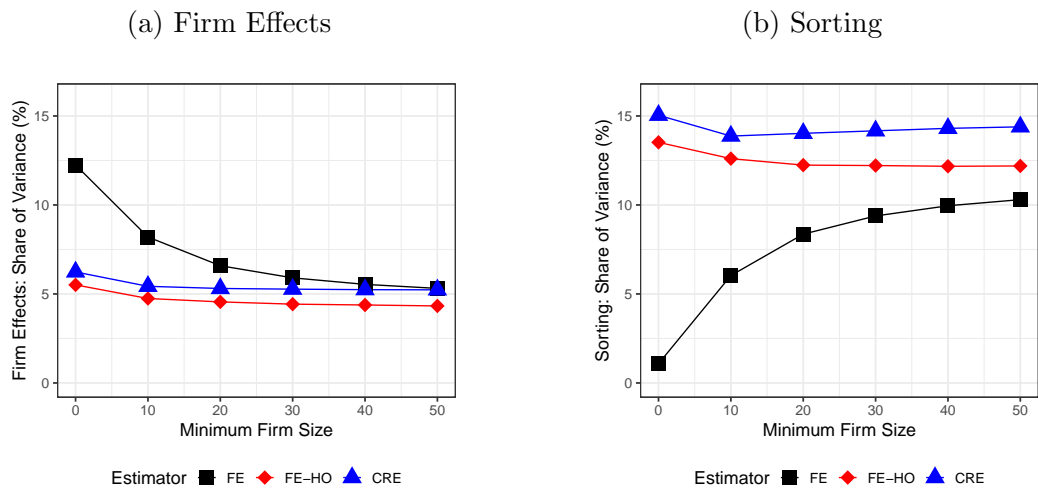 (a) Firm Effects
Firm Effects: Share of Variance (%)
15
10
5
0
0 10 20 30 40 50
Minimum Firm Size
Estimator FE FE−HO CRE
(b) Sorting
Sorting: Share of Variance (%)
15
10
5
0
0 10 20 30 40 50
Minimum Firm Size
Estimator FE FE−HO CRE